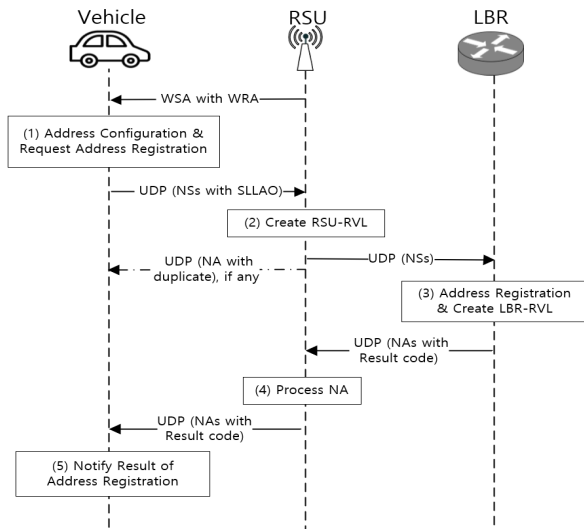 Vehicle
RSU
LBR
WSA with WRA
(1) Address Configuration &
Request Address Registration
UDP (NSs with SLLAO)
(2) Create RSU-RVL
UDP (NA with
duplicate), if any
UDP (NSs)
(3) Address Registration
& Create LBR-RVL
UDP (NAs with
Result code)
(4) Process NA
UDP (NAs with
Result code)
(5) Notify Result of
Address Registration